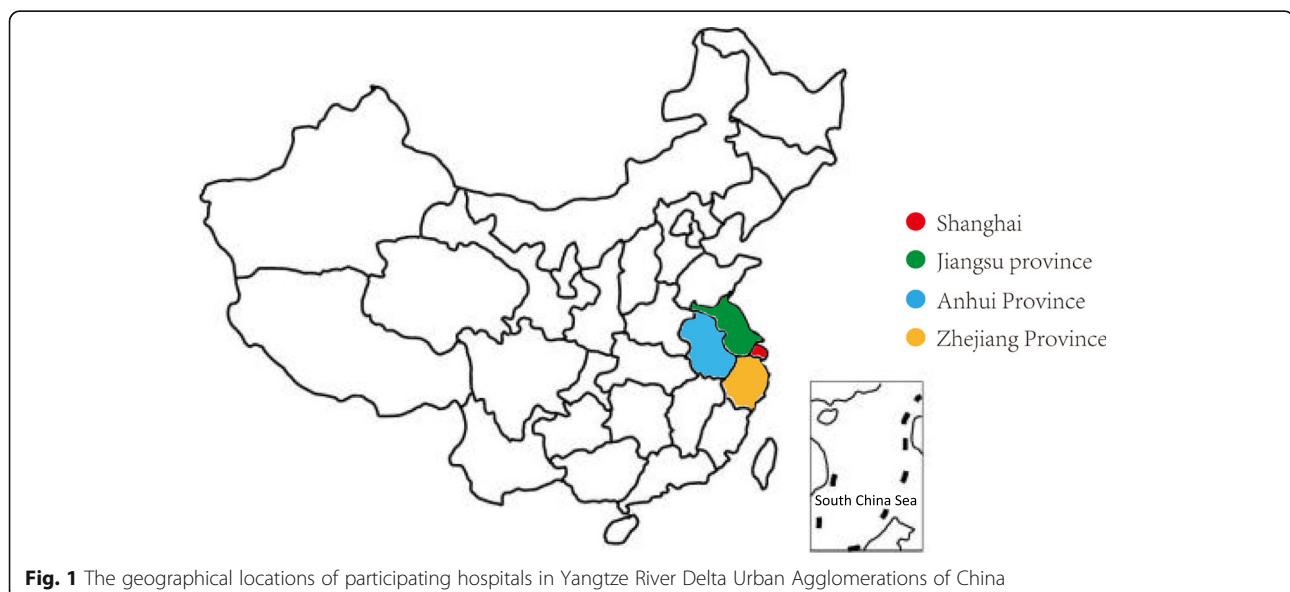 Shanghai
Jiangsu province
Anhui Province
Zhejiang Province
South China Sea
Fig. 1 The geographical locations of participating hospitals in Yangtze River Delta Urban Agglomerations of China